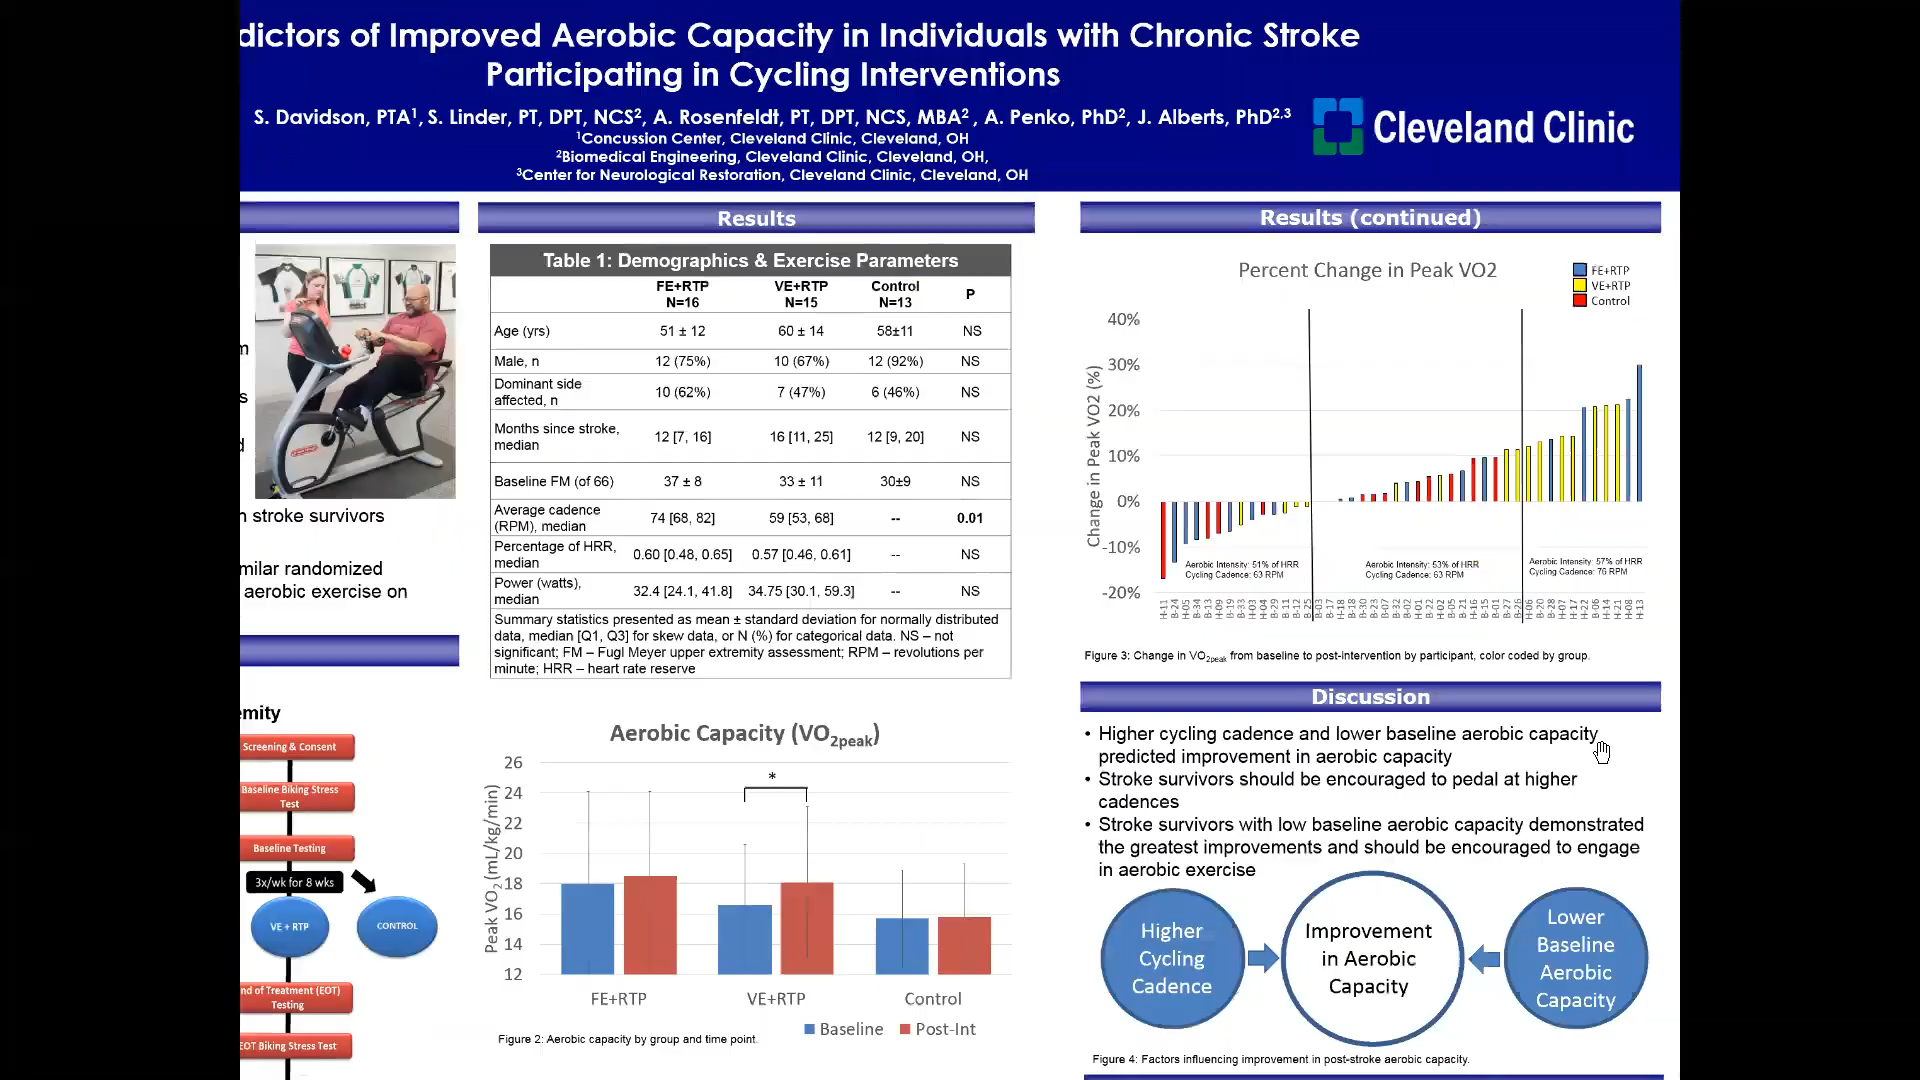 dictors of Improved Aerobic Capacity in Individuals with Chronic Stroke
Participating in Cycling Interventions
S. Davidson, PTA1, S. Linder, PT, DPT, NCS2, A. Rosenfeldt, PT, DPT, NCS, MBA2 , A. Penko, PhD2, J. Alberts, PhD2,3
1Concussion Center, Cleveland Clinic, Cleveland, OH
2Biomedical Engineering, Cleveland Clinic, Cleveland, OH,
3Center for Neurological Restoration, Cleveland Clinic, Cleveland, OH
Cleveland Clinic
m
s
d
n stroke survivors
milar randomized
aerobic exercise on
emity
Screening & Consent
Baseline Biking Stress
Test
Baseline Testing
3x/wk for 8 wks
VE + RTP
CONTROL
nd of Treatment (EOT)
Testing
EOT Biking Stress Test
Results
Table 1: Demographics & Exercise Parameters
FE+RTP N=16 VE+RTP N=15 Control N=13 P
Age (yrs) 51 ± 12 60 ± 14 58±11 NS
Male, n 12 (75%) 10 (67%) 12 (92%) NS
Dominant side
affected, n 10 (62%) 7 (47%) 6 (46%) NS
Months since stroke,
median 12 [7, 16] 16 [11, 25] 12 [9, 20] NS
Baseline FM (of 66) 37 ± 8 33 ± 11 30±9 NS
Average cadence
(RPM), median 74 [68, 82] 59 [53, 68] -- 0.01
Percentage of HRR,
median 0.60 [0.48, 0.65] 0.57 [0.46, 0.61] -- NS
Power (watts),
median 32.4 [24.1, 41.8] 34.75 [30.1, 59.3] -- NS
Summary statistics presented as mean ± standard deviation for normally distributed
data, median [Q1, Q3] for skew data, or N (%) for categorical data. NS – not
significant; FM – Fugl Meyer upper extremity assessment; RPM – revolutions per
minute; HRR – heart rate reserve
Aerobic Capacity (VO2peak)
Peak VO2 (mL/kg/min)
26
24
22
20
18
16
14
12
*
FE+RTP VE+RTP Control
Baseline Post-Int
Figure 2: Aerobic capacity by group and time point.
Results (continued)
Percent Change in Peak VO2
FE+RTP
VE+RTP
Control
Change in Peak VO2 (%)
40%
30%
20%
10%
0%
-10%
-20%
Aerobic Intensity: 51% of HRR
Cycling Cadence: 63 RPM
Aerobic Intensity: 53% of HRR
Cycling Cadence: 63 RPM
Aerobic Intensity: 57% of HRR
Cycling Cadence: 76 RPM
Figure 3: Change in VO2peak from baseline to post-intervention by participant, color coded by group.
Discussion
• Higher cycling cadence and lower baseline aerobic capacity
predicted improvement in aerobic capacity
• Stroke survivors should be encouraged to pedal at higher
cadences
• Stroke survivors with low baseline aerobic capacity demonstrated
the greatest improvements and should be encouraged to engage
in aerobic exercise
Higher
Cycling
Cadence
Improvement
in Aerobic
Capacity
Lower
Baseline
Aerobic
Capacity
Figure 4: Factors influencing improvement in post-stroke aerobic capacity.